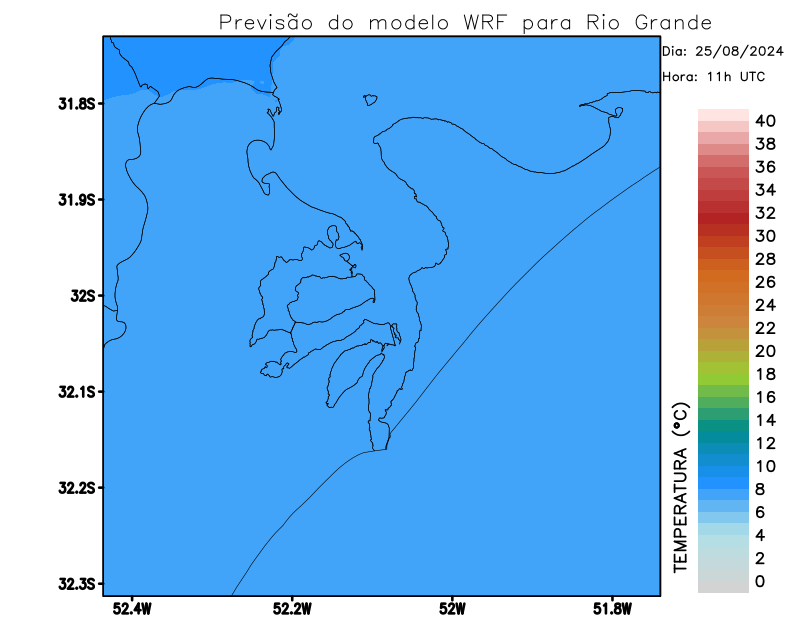 Previsão do modelo WRF para Rio Grande
Dia: 25/08/2024
Hora: 11h UTC
31.8S
31.9S
32S
32.1S
32.2S
32.3S
52.4W
52.2W
52W
51.8W
TEMPERATURA (°C)
40
38
36
34
32
30
28
26
24
22
20
18
16
14
12
10
8
6
4
2
0